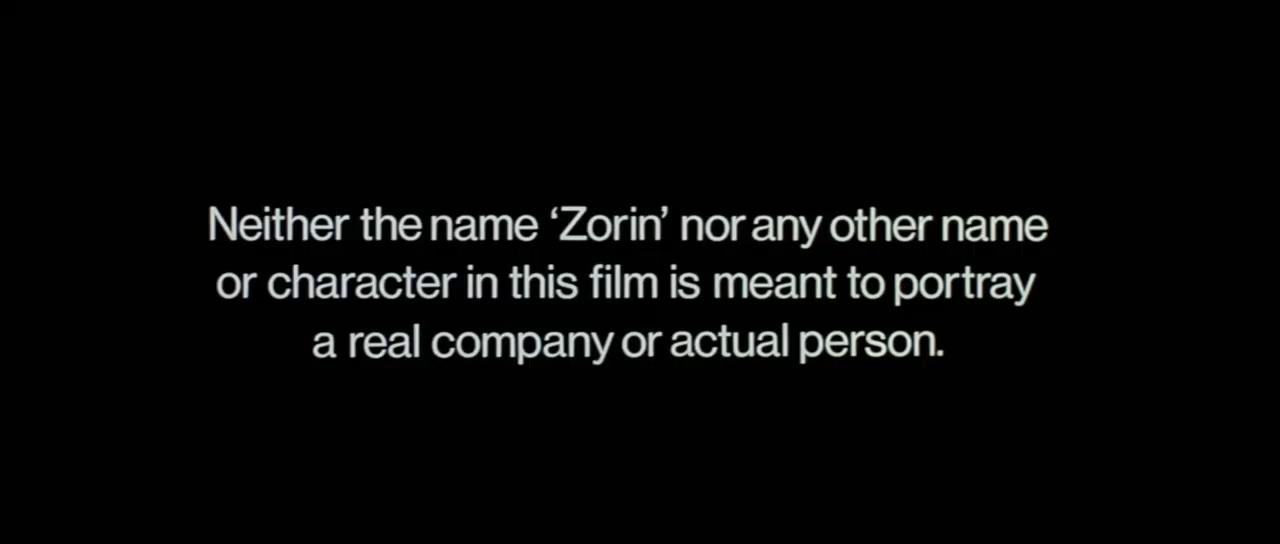 Neither the name ‘Zorin’ nor any other name
or character in this film is meant to portray
a real company or actual person.